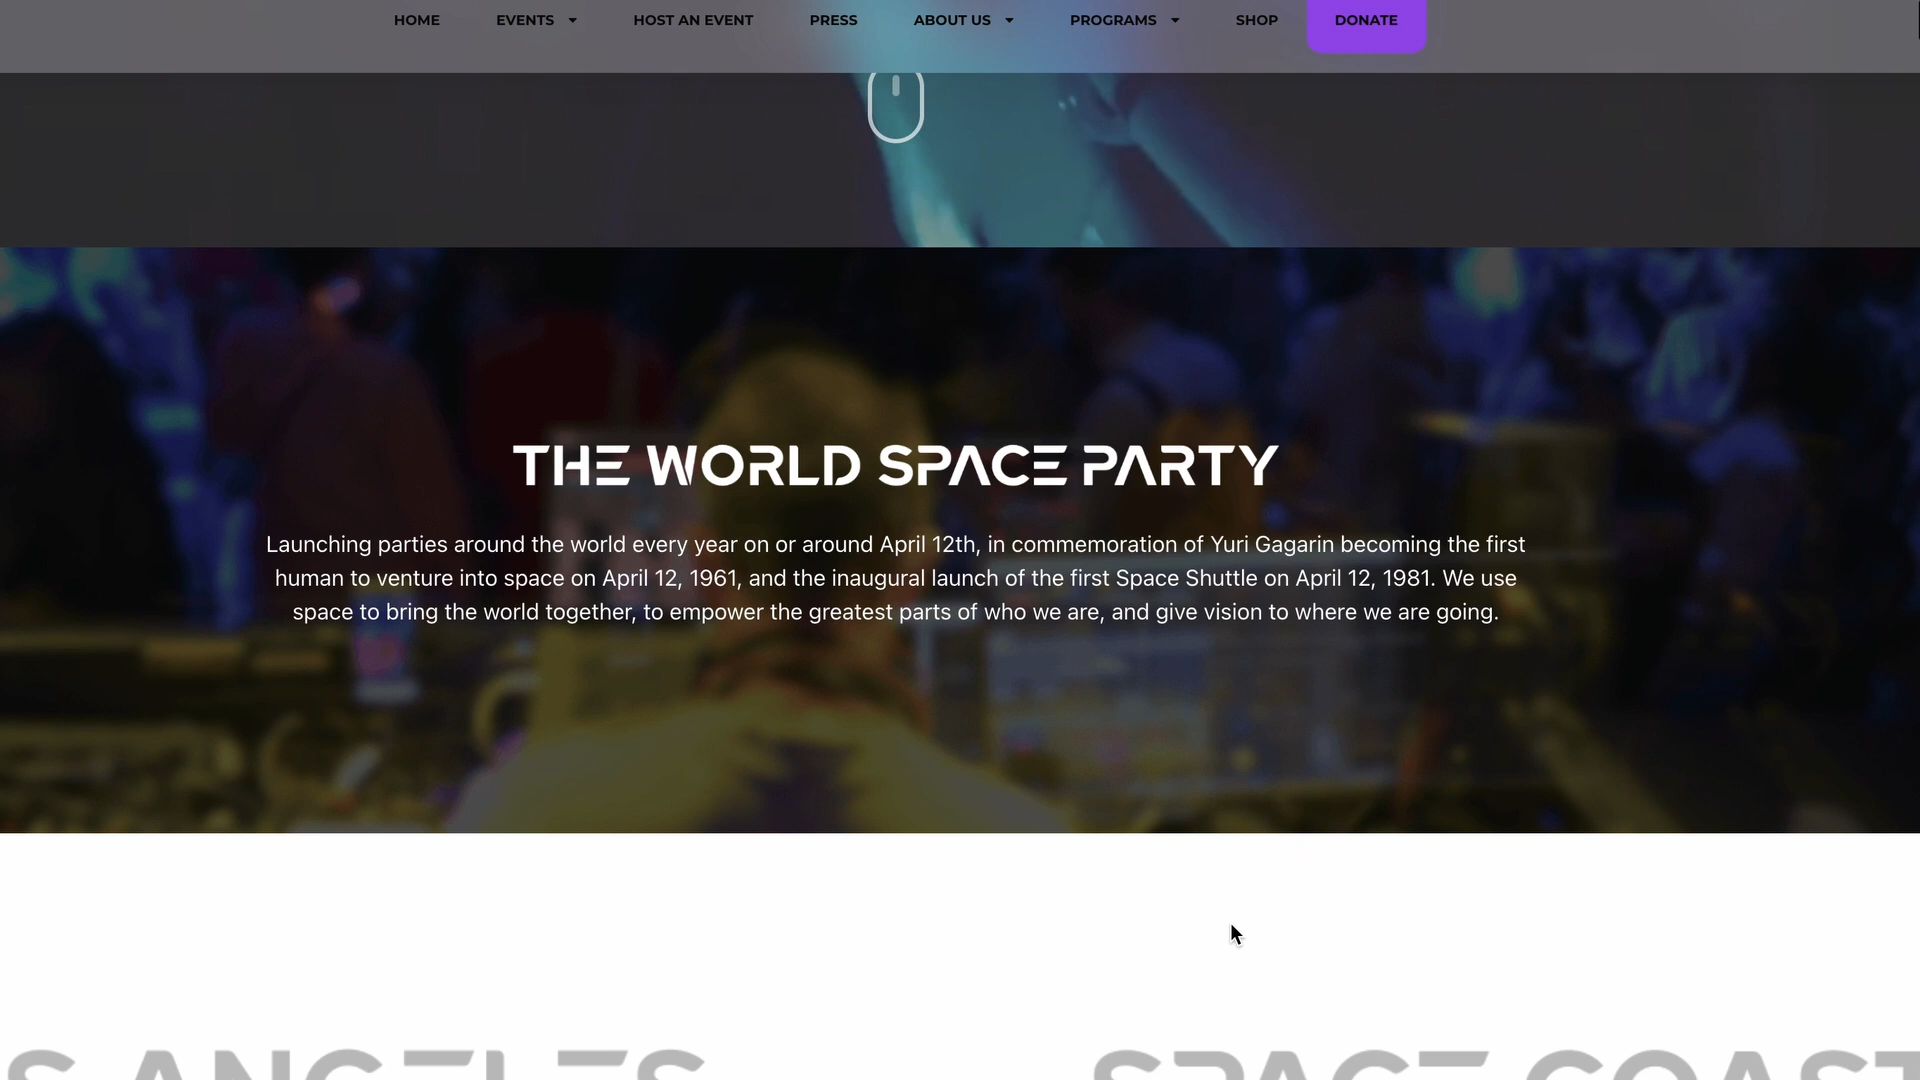 HOME EVENTS HOST AN EVENT PRESS ABOUT US PROGRAMS SHOP DONATE
THE WORLD SPACE PARTY
Launching parties around the world every year on or around April 12th, in commemoration of Yuri Gagarin becoming the first
human to venture into space on April 12, 1961, and the inaugural launch of the first Space Shuttle on April 12, 1981. We use
space to bring the world together, to empower the greatest parts of who we are, and give vision to where we are going.
S ANGELES SPACE COAST